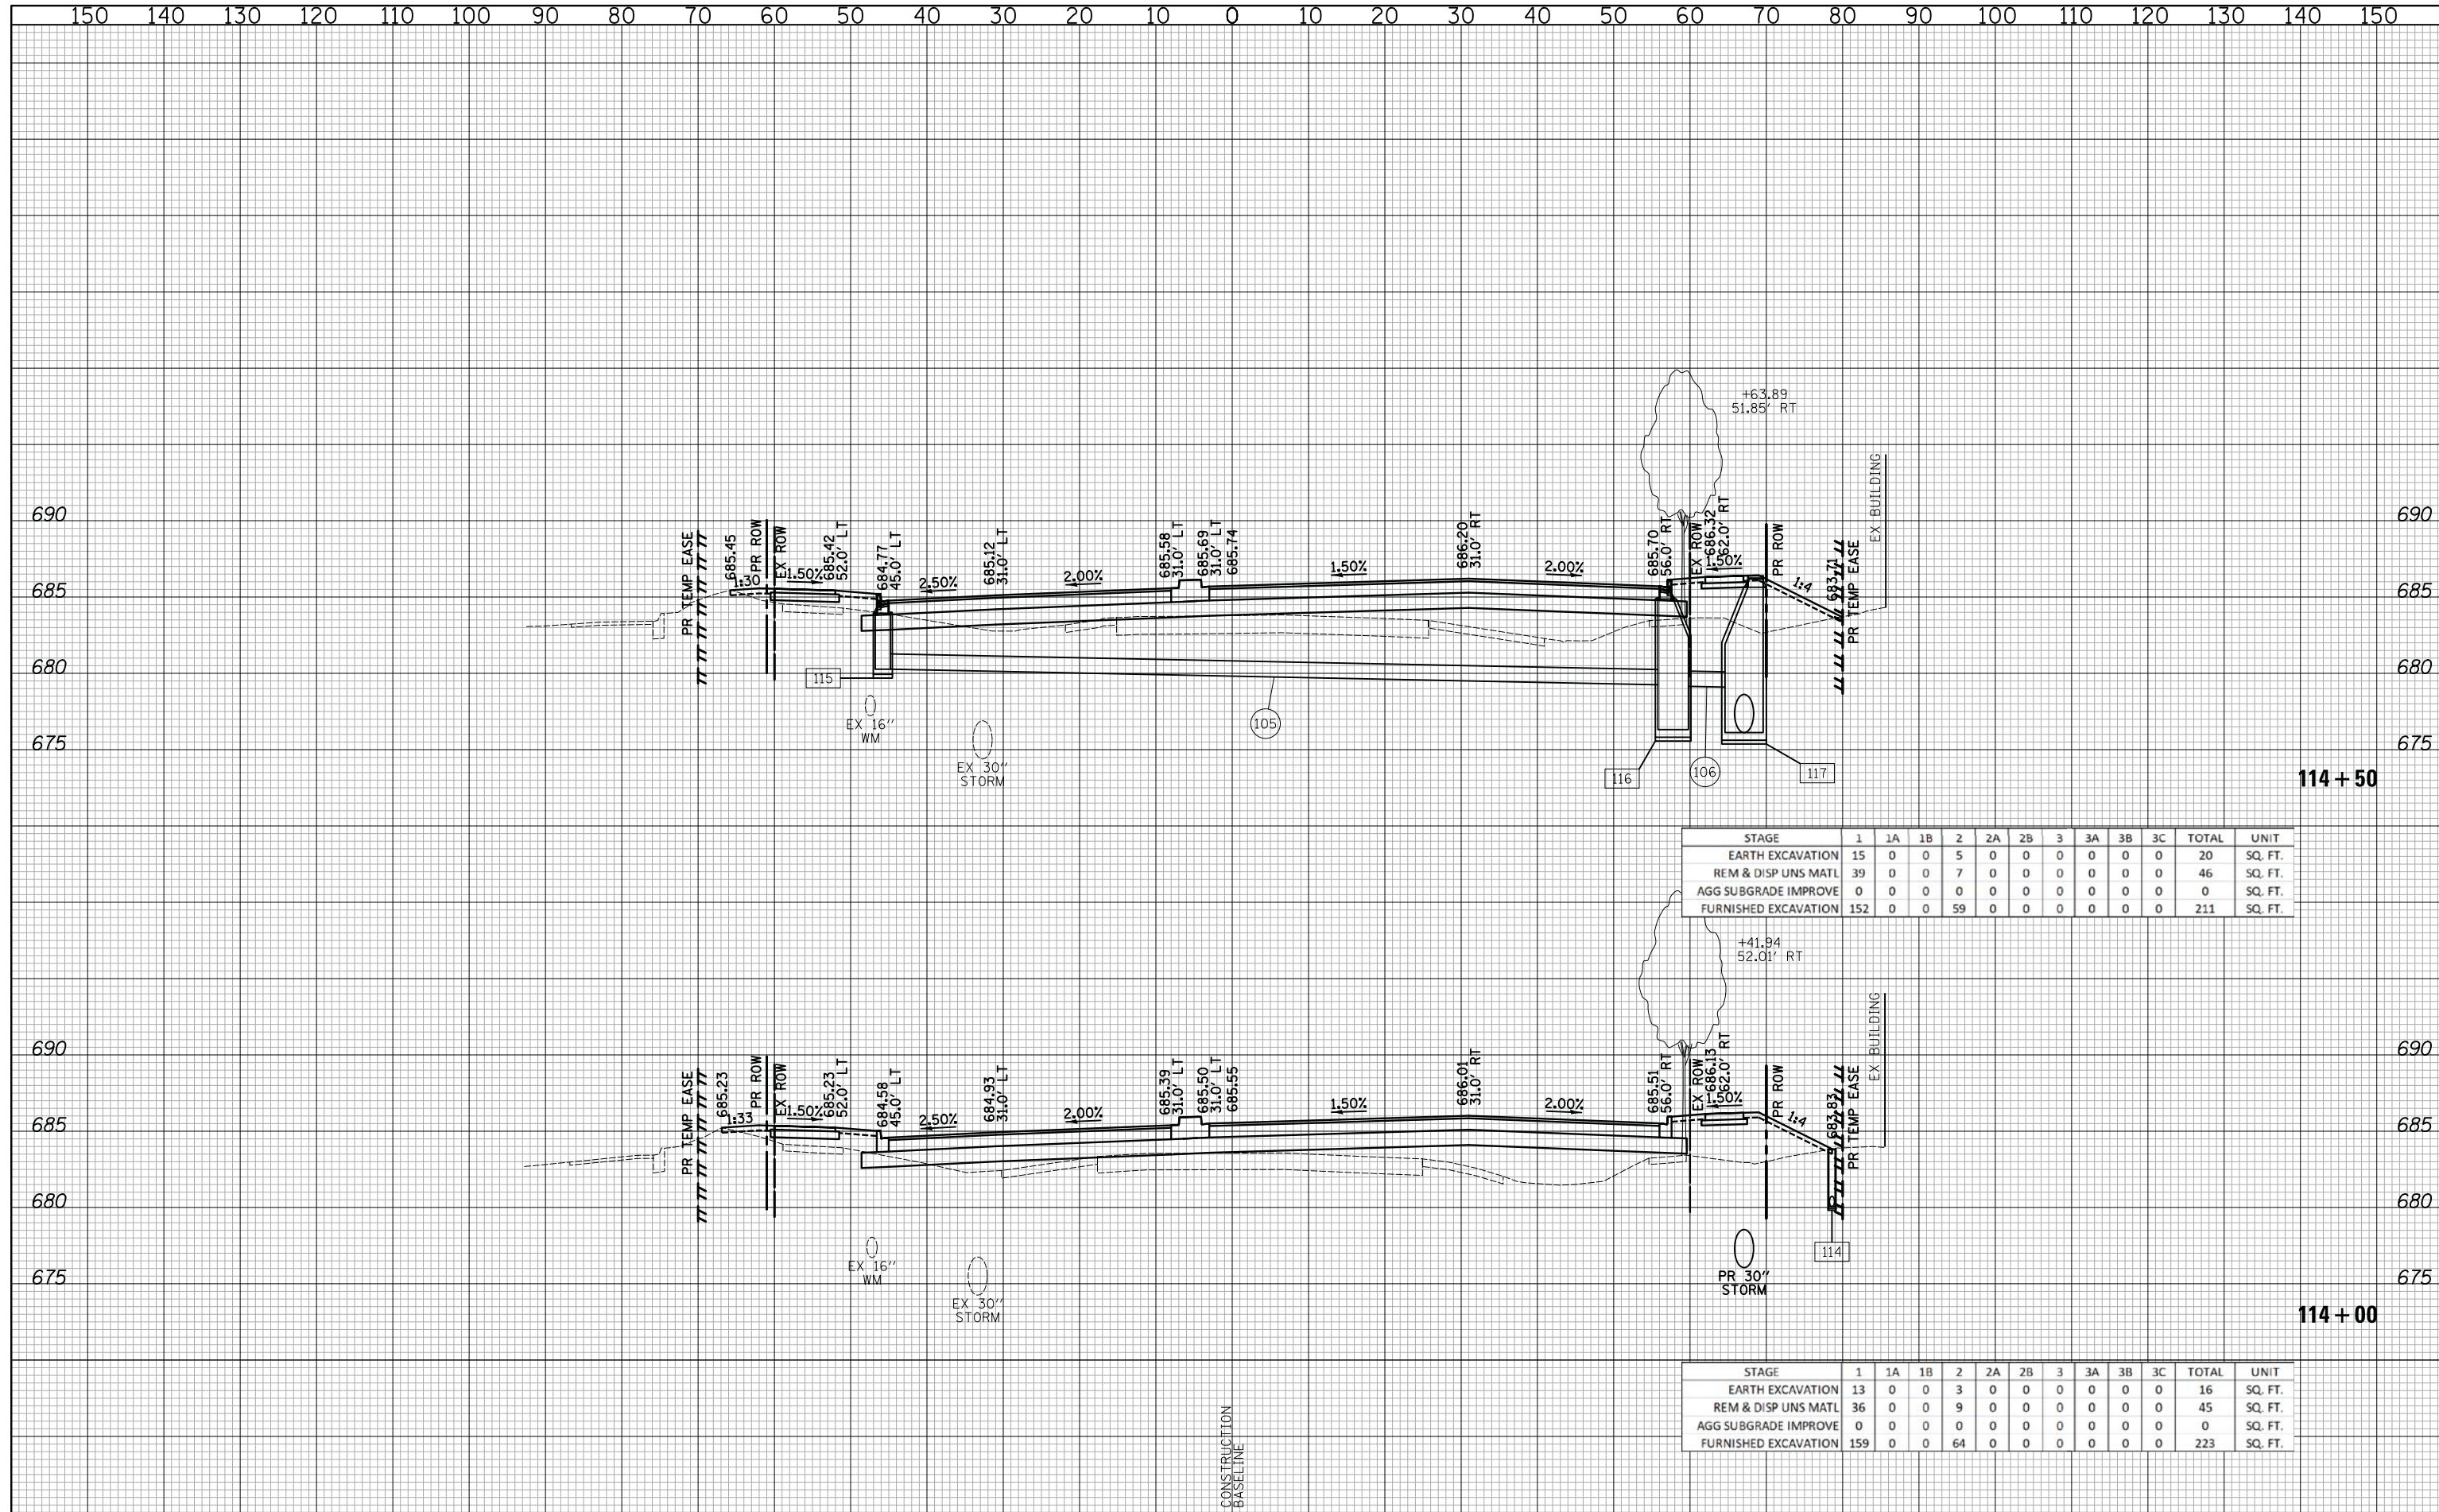 150 140 130 120 110 100 90 80 70 60 50 40 30 20 10 0 10 20 30 40 50 60 70 80 90 100 110 120 130 140 150
+63.89
51.85' RT
EX BUILDING
690 690
685 685
680 680
675 675
PR TEMP EASE
685.45
PR ROW
EX ROW
685.42
52.0' LT
684.77
45.0' LT
685.12
31.0' LT
685.58
31.0' LT
685.69
31.0' LT
685.74
686.20
31.0' RT
685.70
56.0' RT
EX ROW
686.32
62.0' RT
PR ROW
683.71
PR TEMP EASE
1:30
1.50%
2.50%
2.00%
1.50%
2.00%
1.50%
1:4
115
EX 16"
WM
EX 30"
STORM
105
116
106
117
114+50
STAGE 1 1A 1B 2 2A 2B 3 3A 3B 3C TOTAL UNIT
EARTH EXCAVATION 15 0 0 5 0 0 0 0 0 0 20 SQ. FT.
REM & DISP UNS MATL 39 0 0 7 0 0 0 0 0 0 46 SQ. FT.
AGG SUBGRADE IMPROVE 0 0 0 0 0 0 0 0 0 0 0 SQ. FT.
FURNISHED EXCAVATION 152 0 0 59 0 0 0 0 0 0 211 SQ. FT.
+41.94
52.01' RT
EX BUILDING
690 690
685 685
680 680
675 675
PR TEMP EASE
685.23
PR ROW
EX ROW
685.23
52.0' LT
684.58
45.0' LT
684.93
31.0' LT
685.39
31.0' LT
685.50
31.0' LT
685.55
686.01
31.0' RT
685.51
56.0' RT
EX ROW
686.13
62.0' RT
PR ROW
683.83
PR TEMP EASE
1:33
1.50%
2.50%
2.00%
1.50%
2.00%
1.50%
1:4
EX 16"
WM
EX 30"
STORM
PR 30"
STORM
114
114+00
STAGE 1 1A 1B 2 2A 2B 3 3A 3B 3C TOTAL UNIT
EARTH EXCAVATION 13 0 0 3 0 0 0 0 0 0 16 SQ. FT.
REM & DISP UNS MATL 36 0 0 9 0 0 0 0 0 0 45 SQ. FT.
AGG SUBGRADE IMPROVE 0 0 0 0 0 0 0 0 0 0 0 SQ. FT.
FURNISHED EXCAVATION 159 0 0 64 0 0 0 0 0 0 223 SQ. FT.
CONSTRUCTION
BASELINE